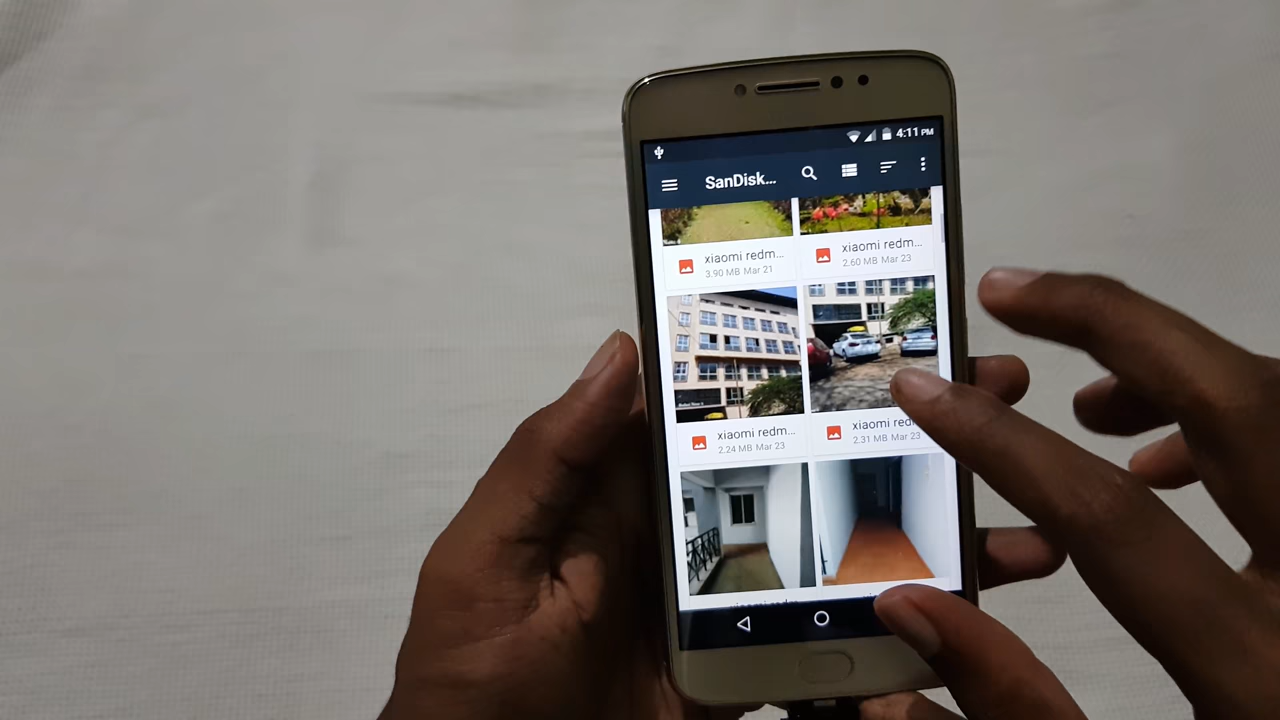 4:11 PM
SanDisk...
xiaomi redm...
3.90 MB Mar 21
xiaomi redm...
2.60 MB Mar 23
xiaomi redm...
2.24 MB Mar 23
xiaomi redm
2.31 MB Mar 23